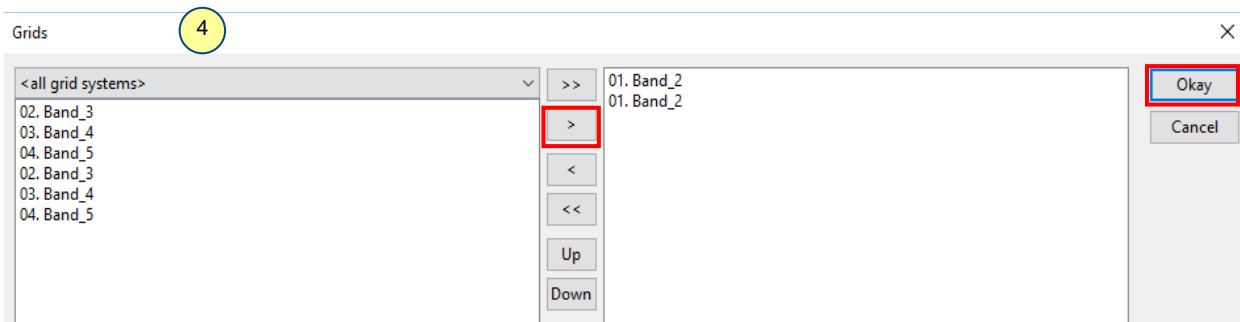 Grids
4
<all grid systems>
02. Band_3
03. Band_4
04. Band_5
02. Band_3
03. Band_4
04. Band_5
>>
>
<
<<
Up
Down
01. Band_2
01. Band_2
Okay
Cancel